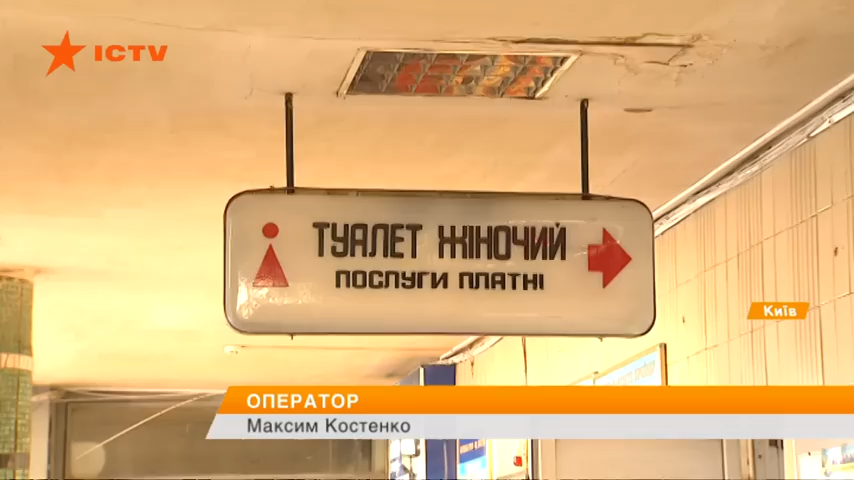 ICTV
ТУАЛЕТ ЖІНОЧИЙ
ПОСЛУГИ ПЛАТНІ
Київ
ОПЕРАТОР
Максим Костенко